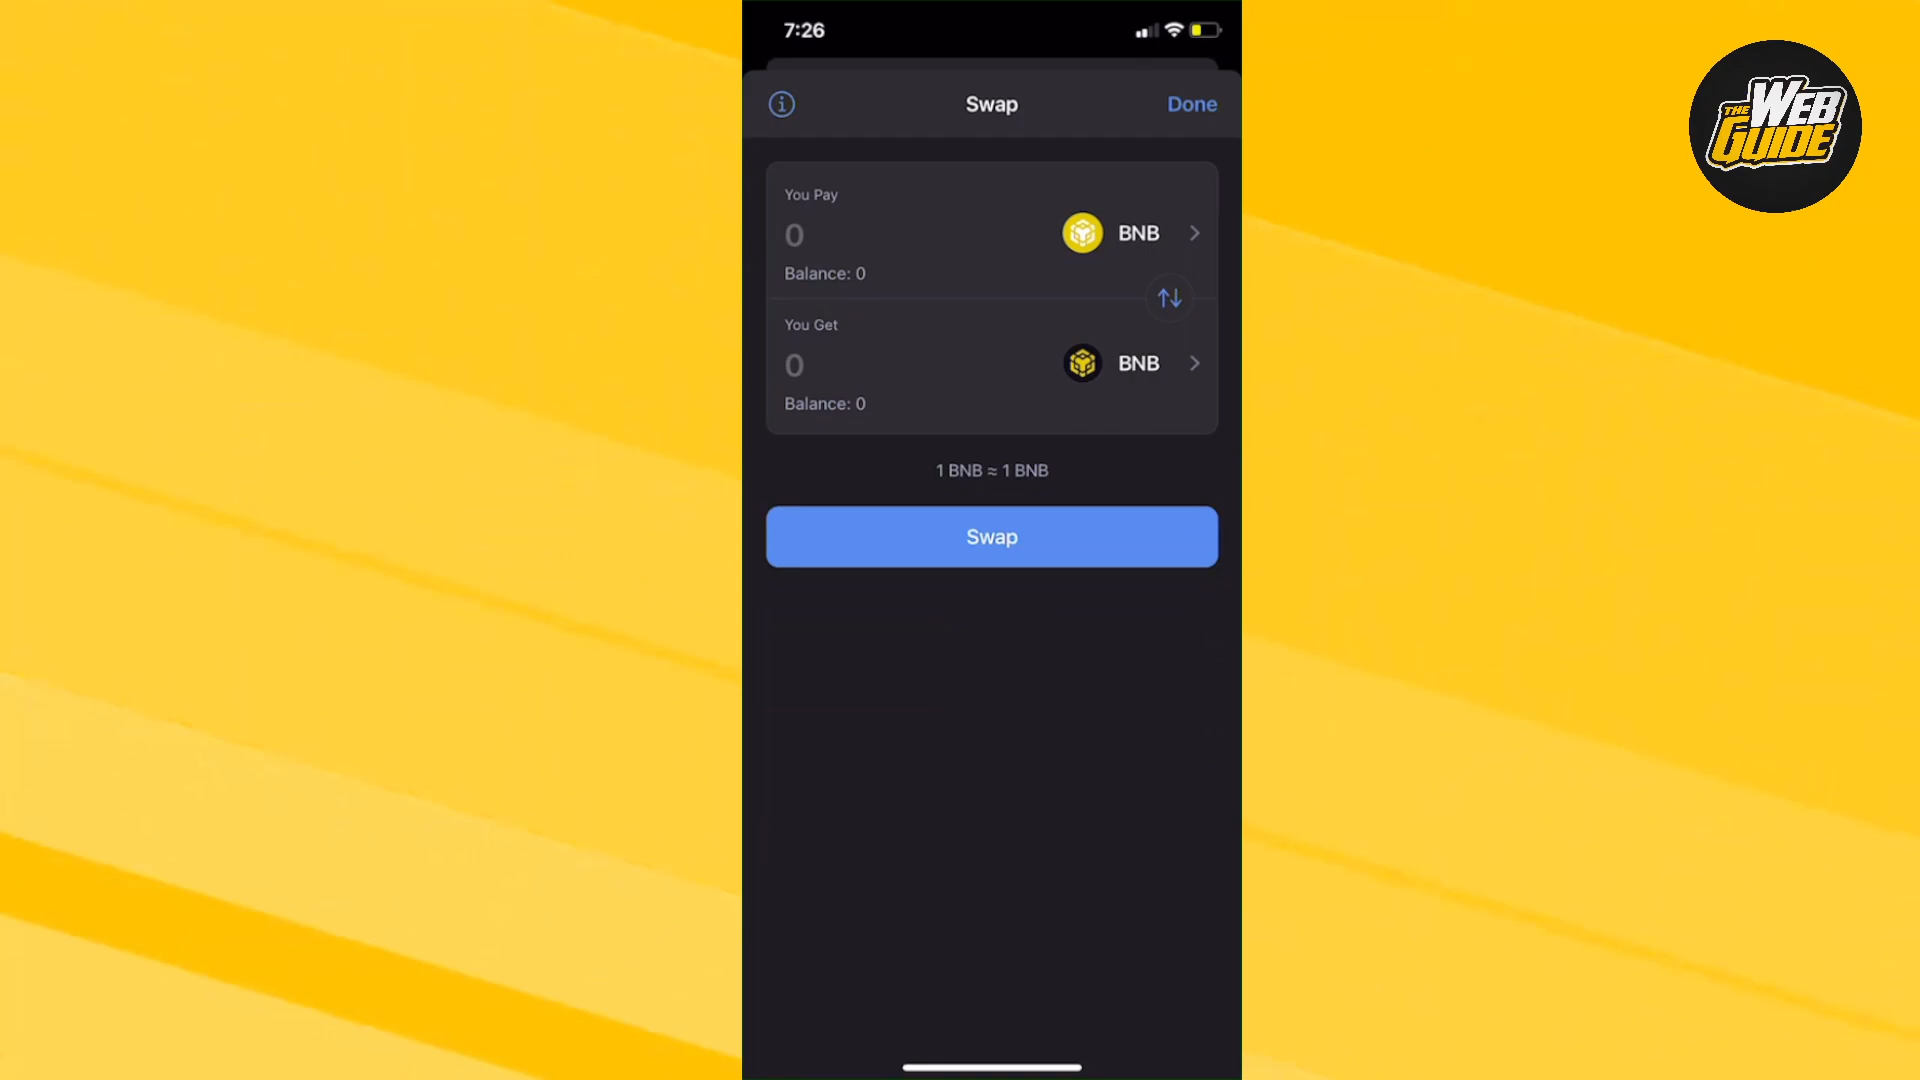 7:26
THE WEB
GUIDE
Swap
Done
You Pay
0
BNB
Balance: 0
You Get
0
BNB
Balance: 0
1 BNB ≈ 1 BNB
Swap